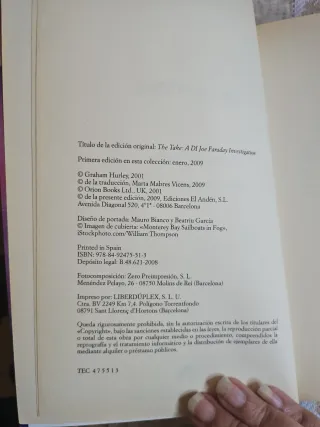 Título de la edición original: The Take: A DI Joe Faraday Investigation
Primera edición en esta colección: enero, 2009
© Graham Hurley, 2001
© de la traducción, Marta Mabres Vicens, 2009
© Orion Books Ltd., UK, 2001
© de la presente edición, 2009, Ediciones El Andén, S.L.
Avenida Diagonal 520, 4º1ª - 08006 Barcelona
Diseño de portada: Mauro Bianco y Beatriu García
© Imagen de cubierta: «Monterey Bay Sailboats in Fog»,
iStockphoto.com/William Thompson
Printed in Spain
ISBN: 978-84-92475-31-3
Depósito legal: B.48.621-2008
Fotocomposición: Zero Preimpresión, S. L.
Menéndez Pelayo, 26 - 08750 Molins de Rei (Barcelona)
Impreso por: LIBERDÚPLEX, S. L. U.
Ctra. BV 2249 Km 7,4. Polígono Torrentfondo
08791 Sant Llorenç d'Hortons (Barcelona)
Queda rigurosamente prohibida, sin la autorización escrita de los titulares del
«Copyright», bajo las sanciones establecidas en las leyes, la reproducción parcial
o total de esta obra por cualquier medio o procedimiento, comprendidos la
reprografía y el tratamiento informático y la distribución de ejemplares de ella
mediante alquiler o préstamo públicos.
TEC 473513